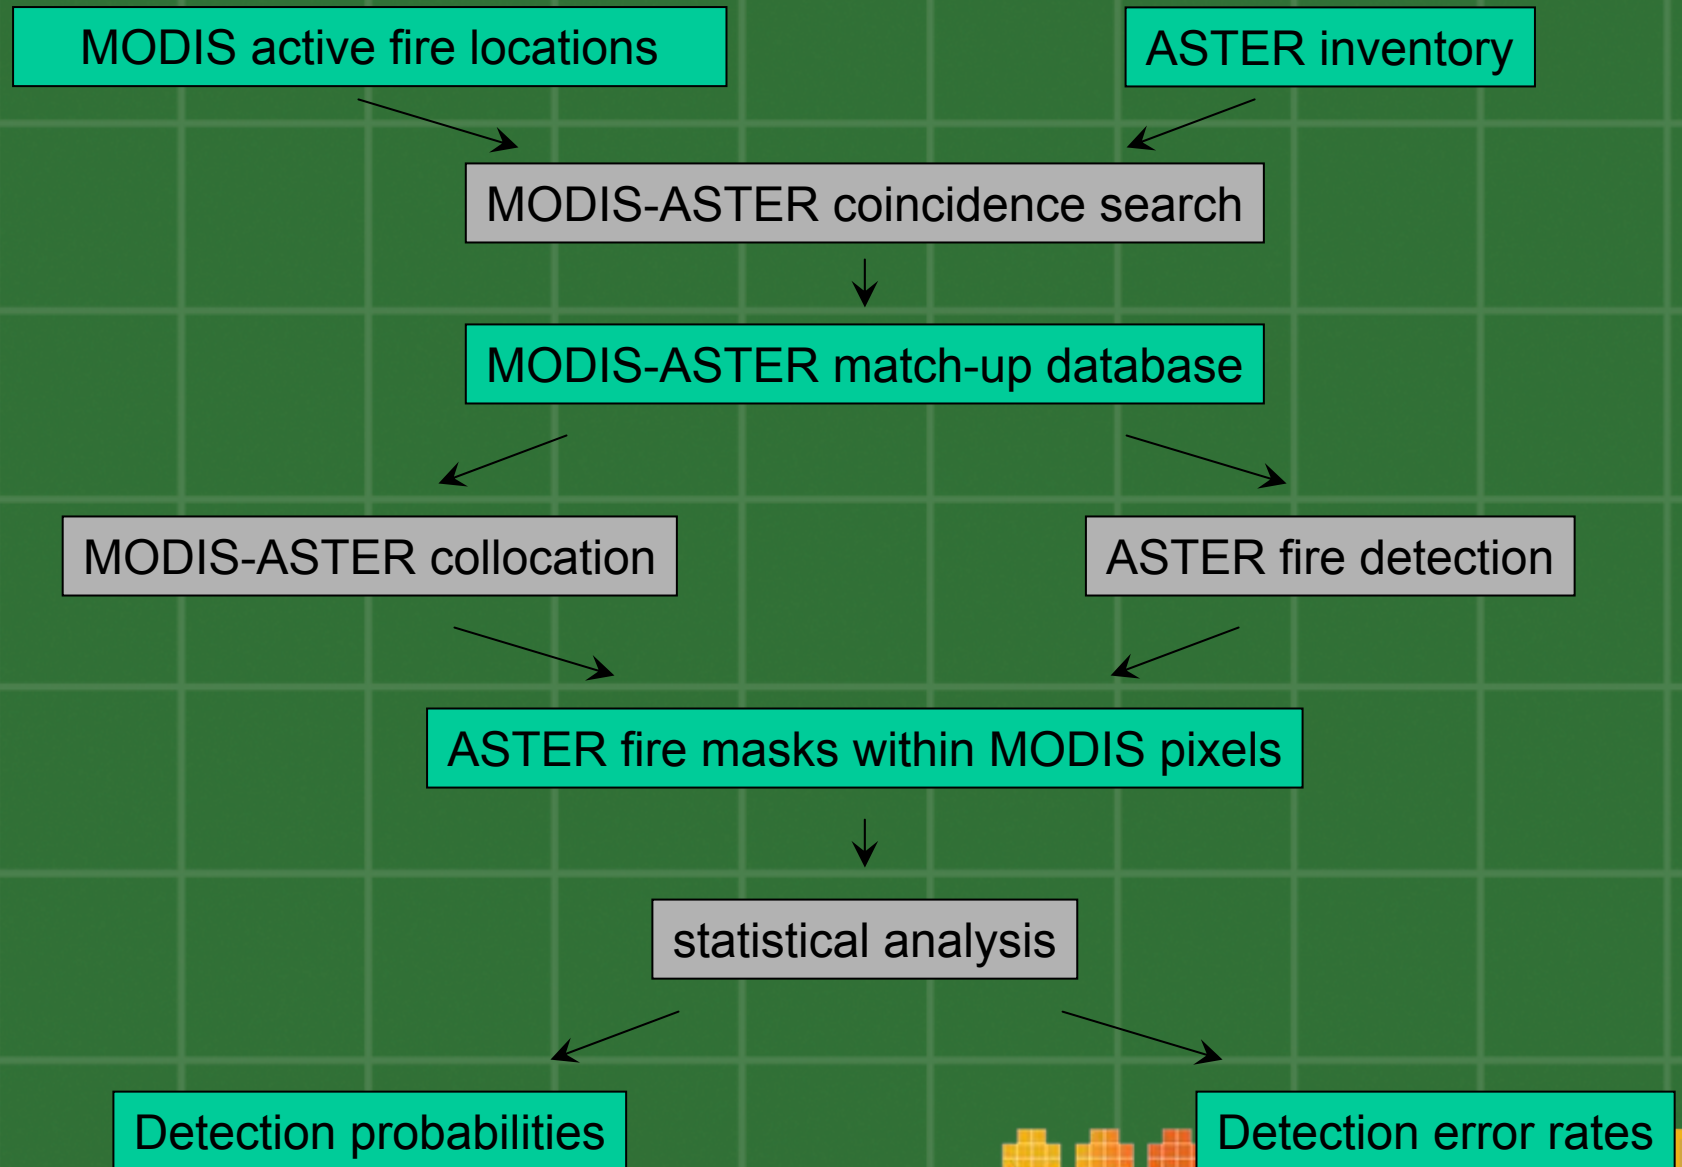 MODIS active fire locations
ASTER inventory
MODIS-ASTER coincidence search
MODIS-ASTER match-up database
MODIS-ASTER collocation
ASTER fire detection
ASTER fire masks within MODIS pixels
statistical analysis
Detection probabilities
Detection error rates